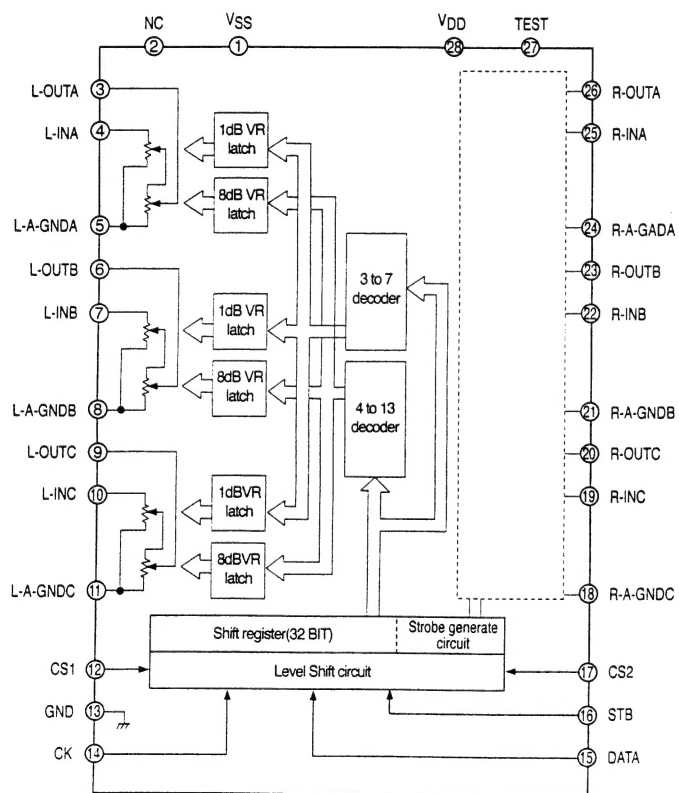 NC
VSS
VDD
TEST
2
1
28
27
L-OUTA
3
L-INA
4
L-A-GNDA
5
L-OUTB
6
L-INB
7
L-A-GNDB
8
L-OUTC
9
L-INC
10
L-A-GNDC
11
CS1
12
GND
13
CK
14
1dB VR
latch
8dB VR
latch
1dB VR
latch
8dB VR
latch
1dBVR
latch
8dBVR
latch
3 to 7
decoder
4 to 13
decoder
Shift register(32 BIT)
Strobe generate
circuit
Level Shift circuit
26
R-OUTA
25
R-INA
24
R-A-GADA
23
R-OUTB
22
R-INB
21
R-A-GNDB
20
R-OUTC
19
R-INC
18
R-A-GNDC
17
CS2
16
STB
15
DATA